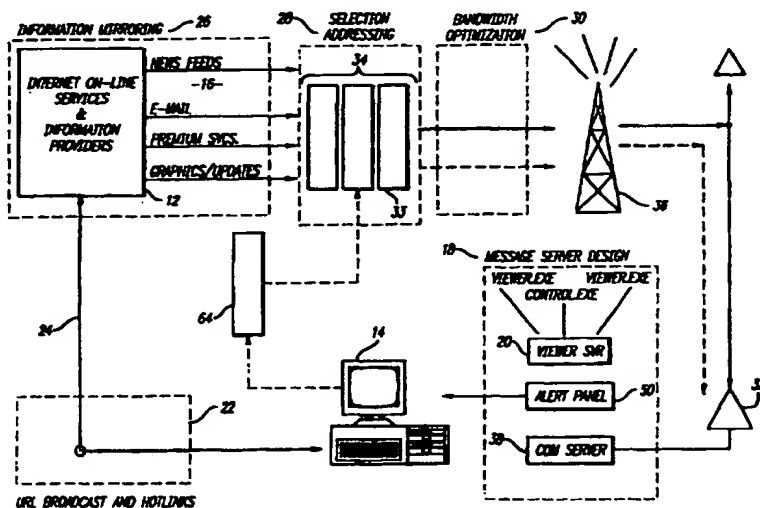 INFORMATION MIRRORING
26
INTERNET ON-LINE
SERVICES
&
INFORMATION
PROVIDERS
12
NEWS FEEDS
-16-
E-MAIL
PREMIUM SVCS.
GRAPHICS/UPDATES
28
SELECTION
ADDRESSING
34
33
BANDWIDTH
OPTIMIZATION
30
36
64
24
14
22
URL BROADCAST AND HOTLINKS
18
MESSAGE SERVER DESIGN
VIEWER.EXE
VIEWER.EXE
CONTROL.EXE
20
VIEWER SVR
ALERT PANEL
50
38
COM SERVER